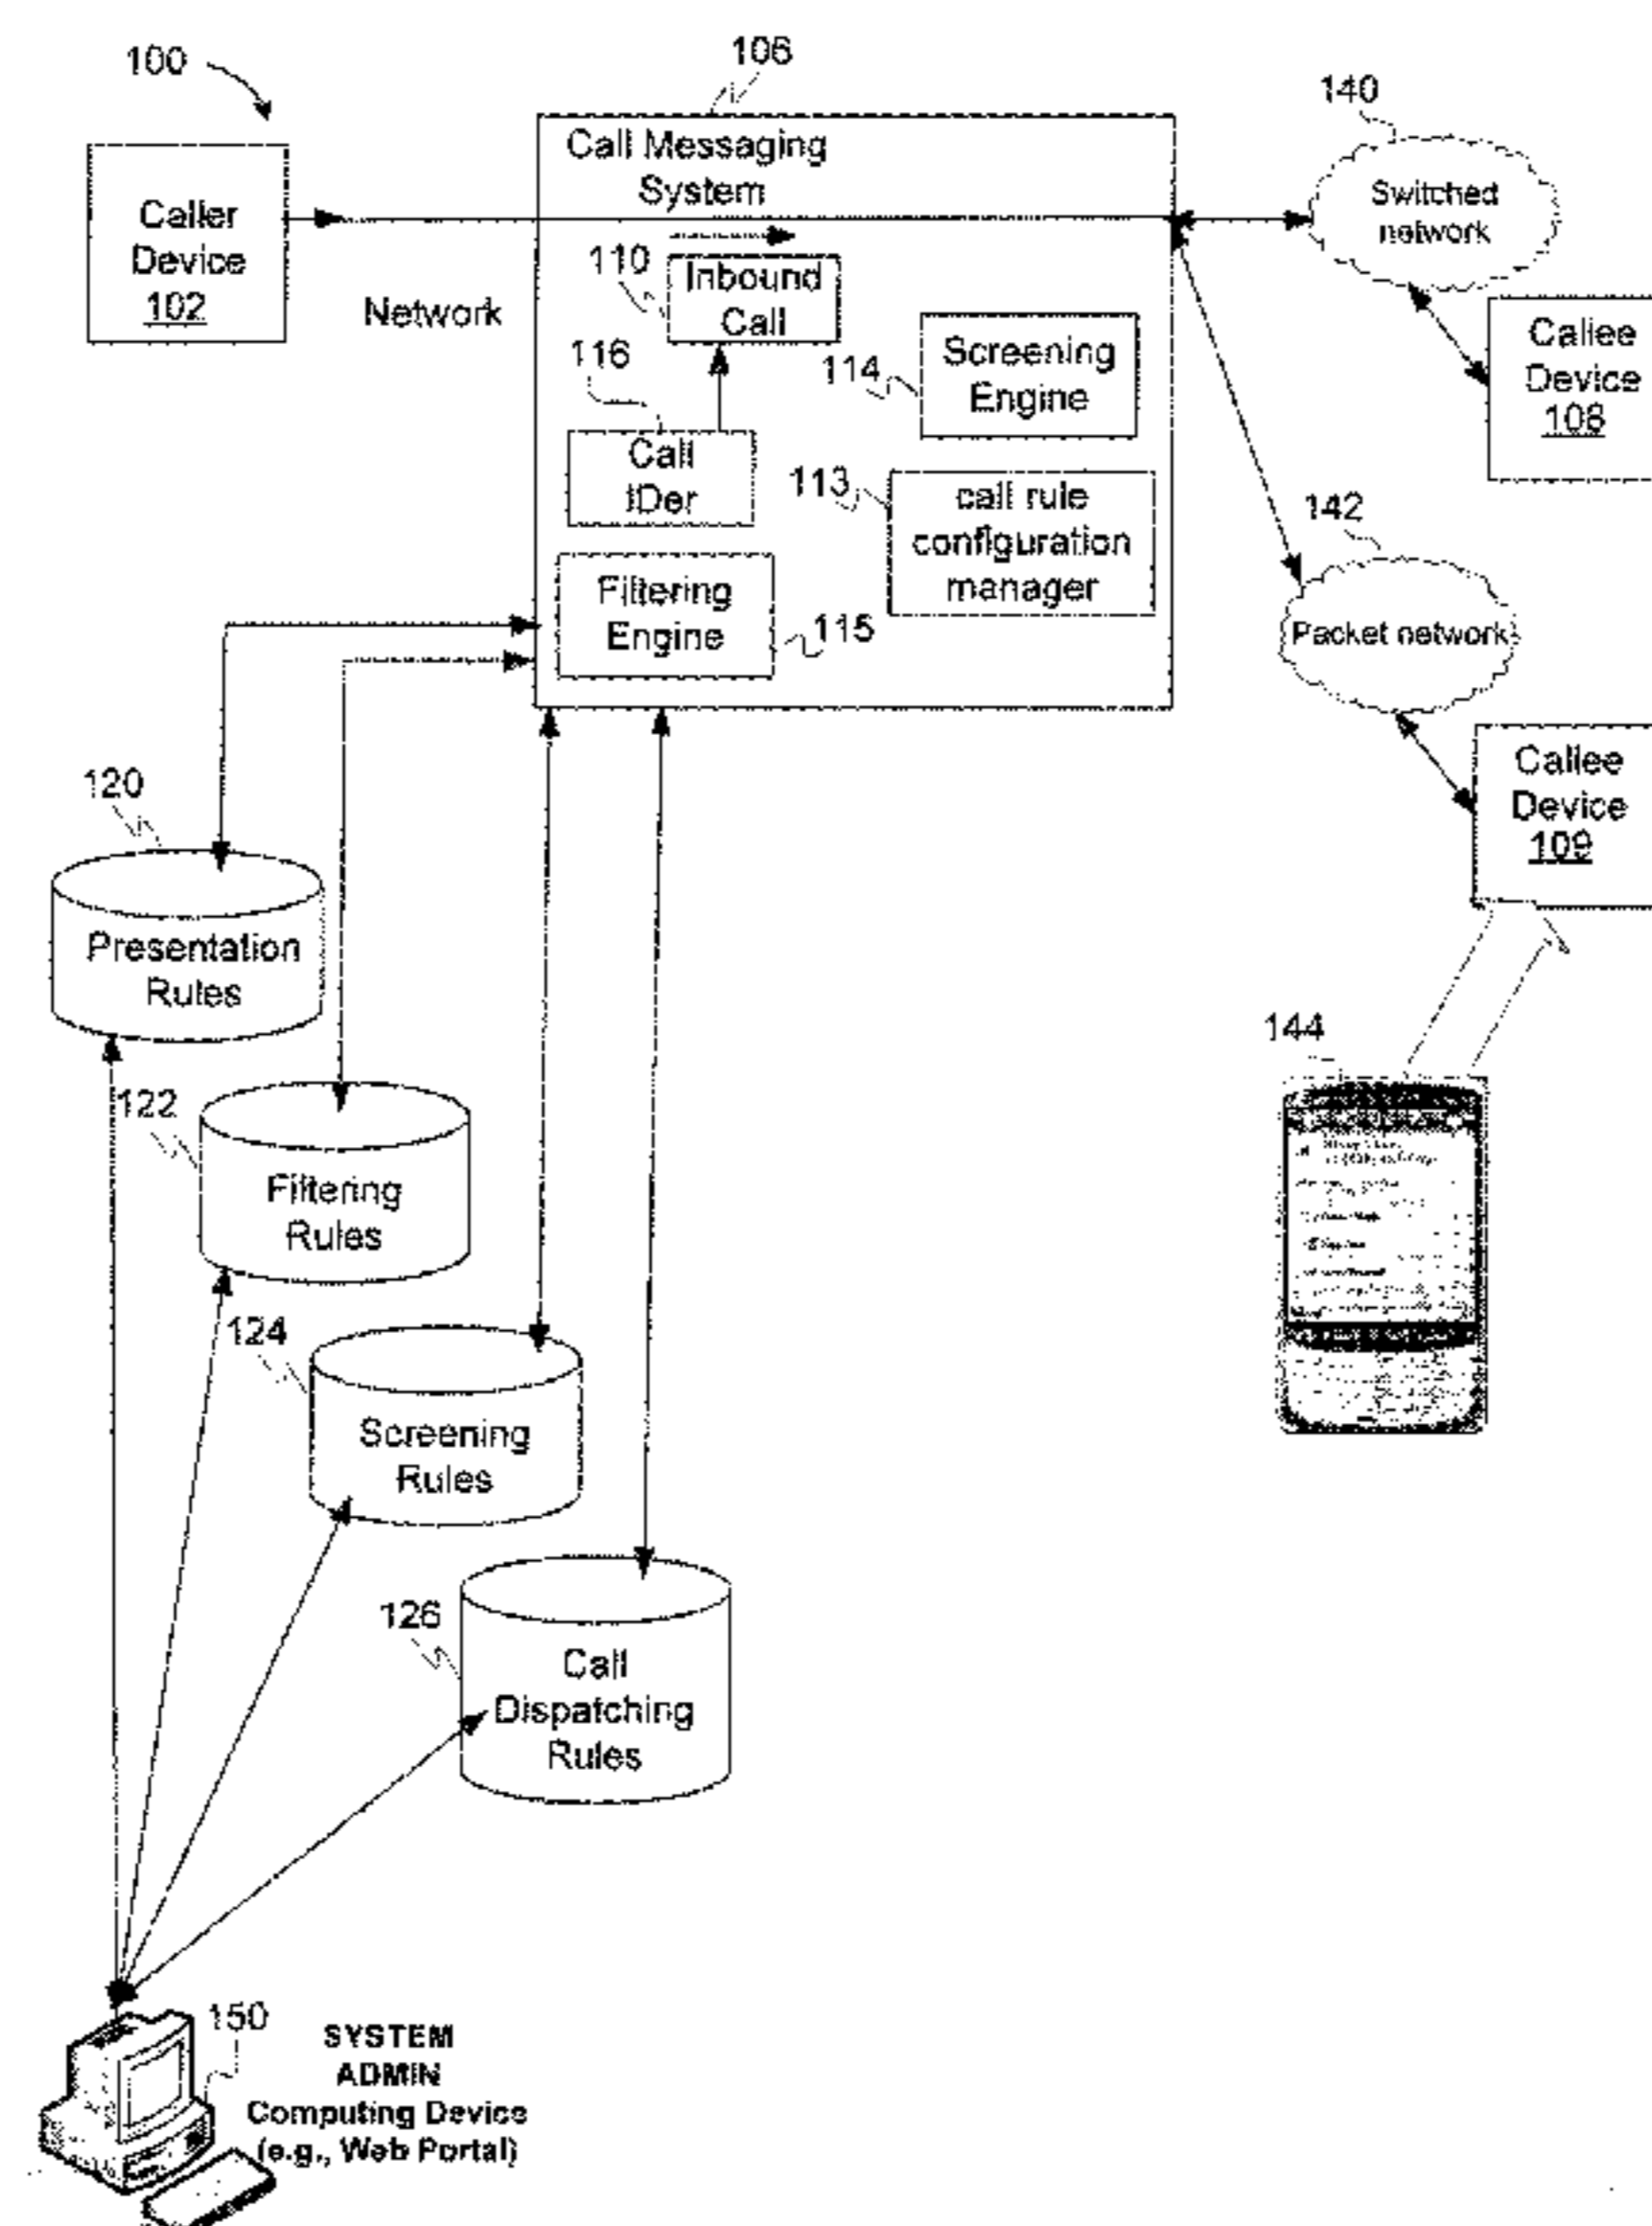 100
106
140
Call Messaging
System
Switched
network
Caller
Device
102
110
Inbound
Call
Network
Callee
Device
108
116
114
Screening
Engine
Call
IDer
113
call rule
configuration
manager
142
Filtering
Engine
115
Packet network
120
Callee
Device
109
Presentation
Rules
144
122
Filtering
Rules
124
Screening
Rules
126
Call
Dispatching
Rules
150
SYSTEM
ADMIN
Computing Device
(e.g., Web Portal)